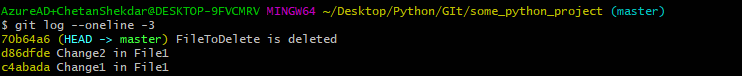 AzureAD+ChetanShekdar@DESKTOP-9FVCMRV MINGW64 ~/Desktop/Python/GIt/some_python_project (master)
$ git log --oneline -3
70b64a6 (HEAD -> master) FileToDelete is deleted
d86dfde Change2 in File1
c4abada Change1 in File1